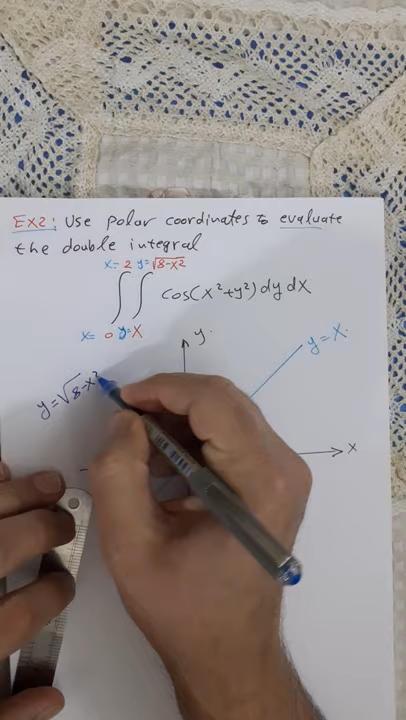 EX2: Use polar coordinates to evaluate
the double integral
x=2 y=√8-x²
∫∫ cos(x²+y²) dy dx
x=0 y=x
y.
y=x.
y=√8-x²
x